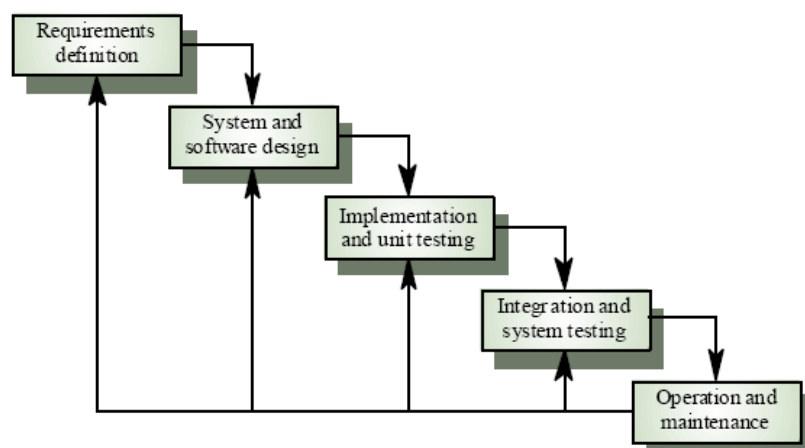 Requirements
definition
System and
software design
Implementation
and unit testing
Integration and
system testing
Operation and
maintenance